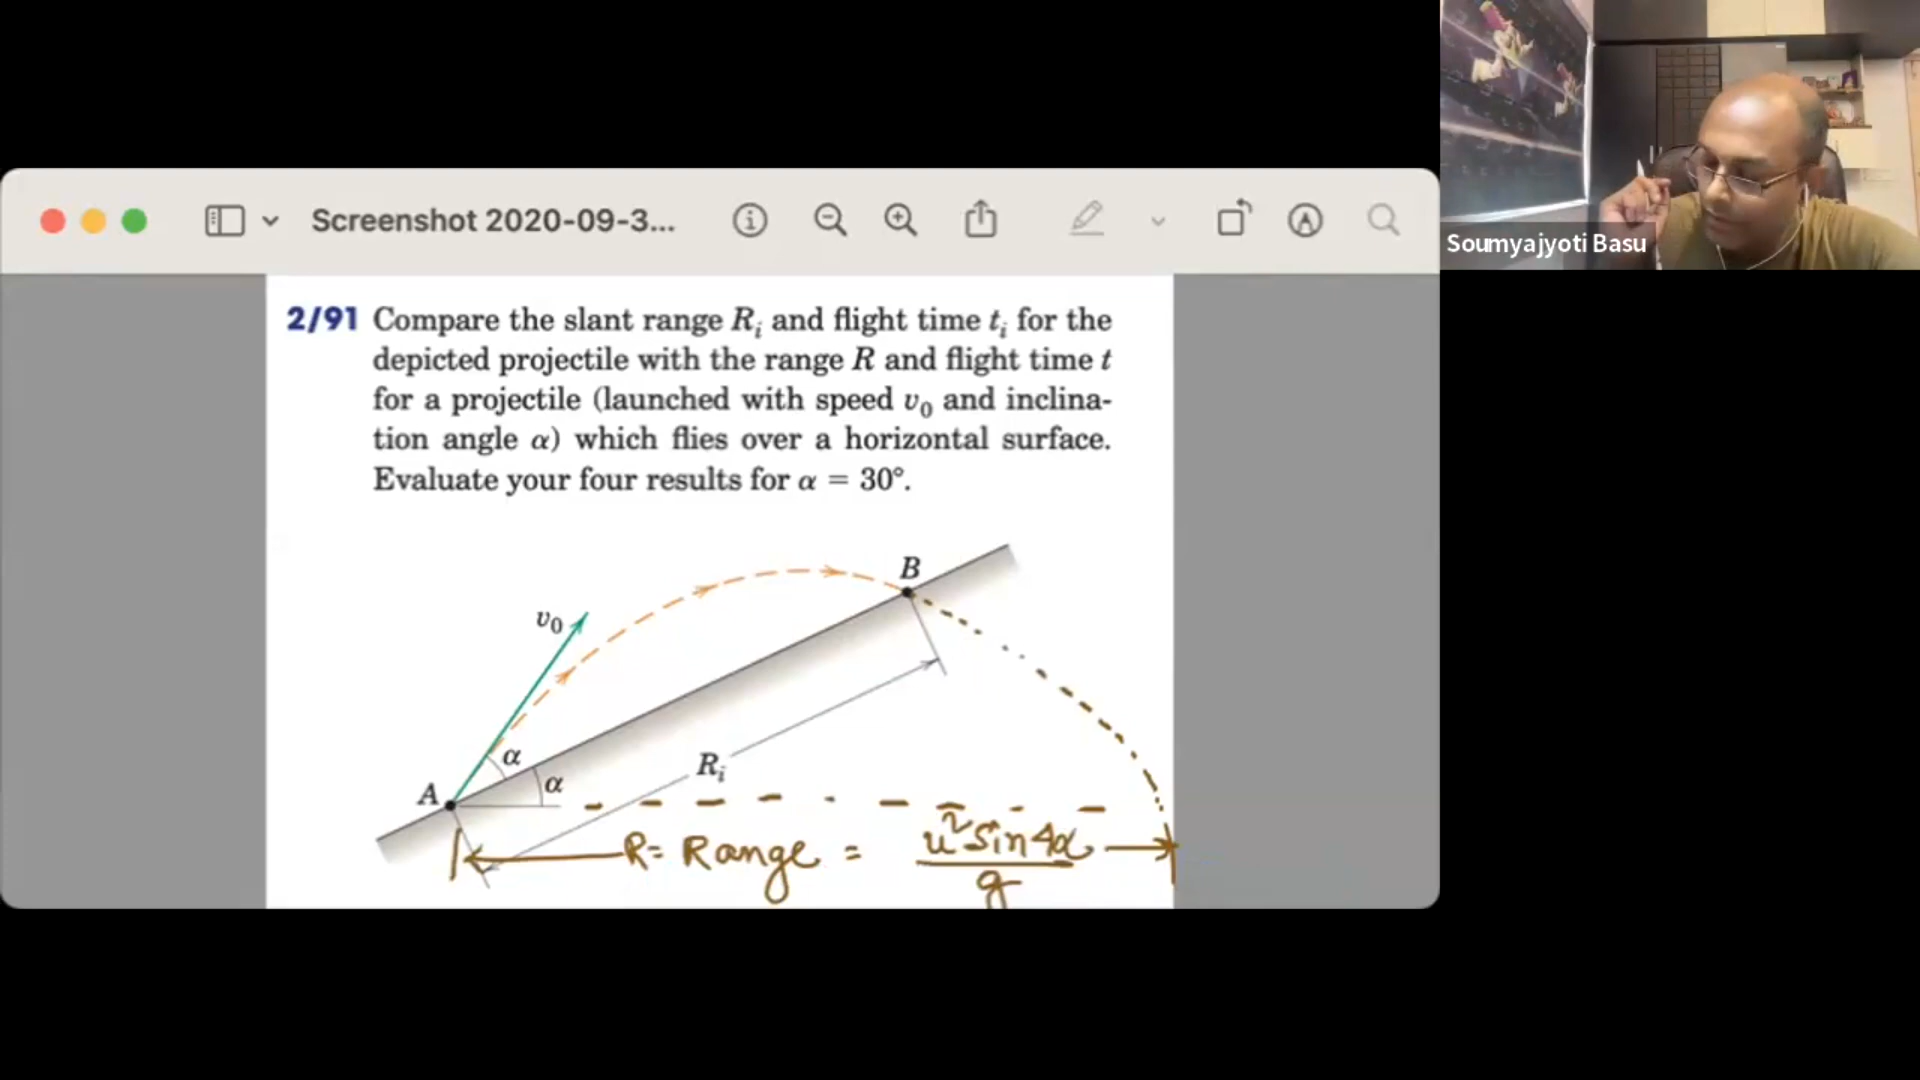 Screenshot 2020-09-3...
Soumyajyoti Basu
2/91 Compare the slant range Rᵢ and flight time tᵢ for the
depicted projectile with the range R and flight time t
for a projectile (launched with speed v₀ and inclina-
tion angle α) which flies over a horizontal surface.
Evaluate your four results for α = 30°.
B
v₀
α
Rᵢ
A
α
R = Range = u² sin 4α / g